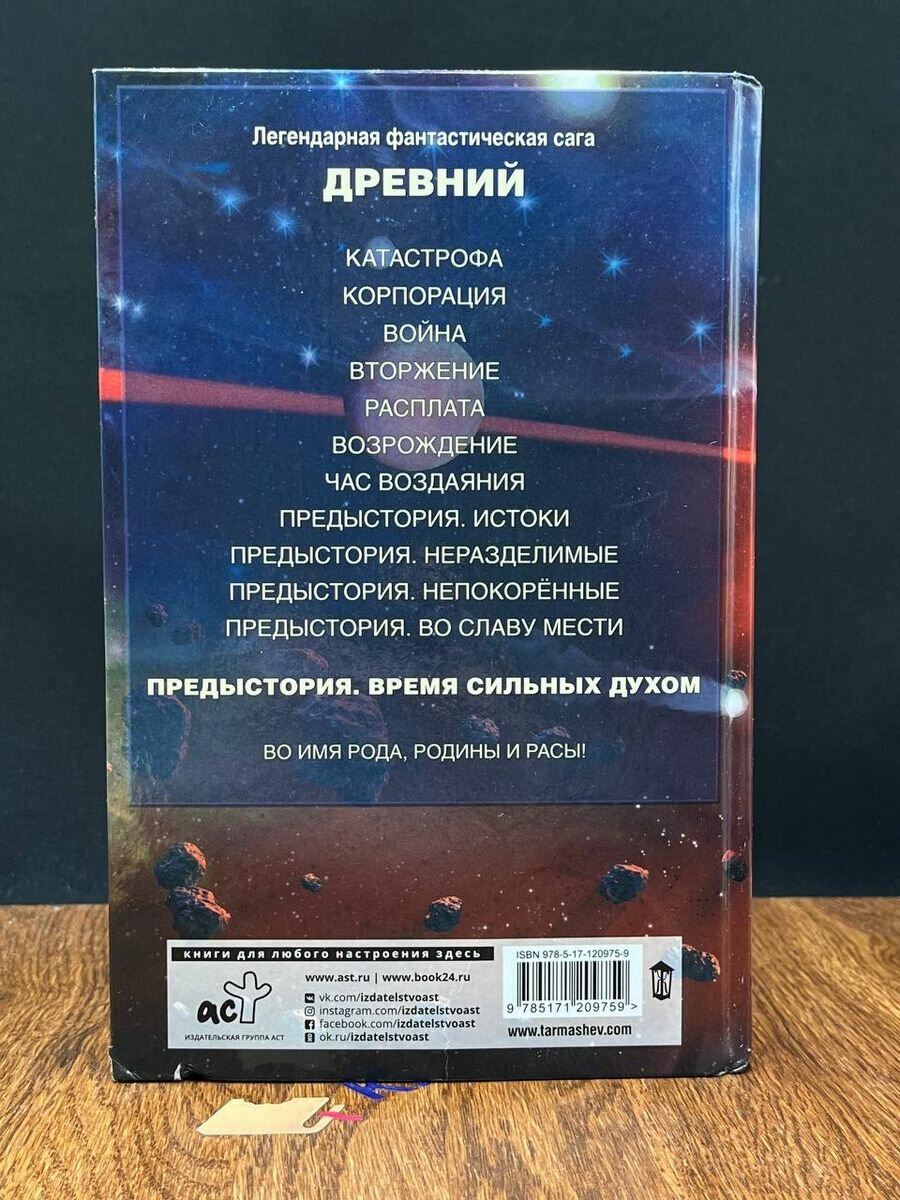 Легендарная фантастическая сага
ДРЕВНИЙ
КАТАСТРОФА
КОРПОРАЦИЯ
ВОЙНА
ВТОРЖЕНИЕ
РАСПЛАТА
ВОЗРОЖДЕНИЕ
ЧАС ВОЗДАЯНИЯ
ПРЕДЫСТОРИЯ. ИСТОКИ
ПРЕДЫСТОРИЯ. НЕРАЗДЕЛИМЫЕ
ПРЕДЫСТОРИЯ. НЕПОКОРЁННЫЕ
ПРЕДЫСТОРИЯ. ВО СЛАВУ МЕСТИ
ПРЕДЫСТОРИЯ. ВРЕМЯ СИЛЬНЫХ ДУХОМ
ВО ИМЯ РОДА, РОДИНЫ И РАСЫ!
книги для любого настроения здесь
аст
ИЗДАТЕЛЬСКАЯ ГРУППА АСТ
www.ast.ru | www.book24.ru
vk.com/izdatelstvoast
instagram.com/izdatelstvoast
facebook.com/izdatelstvoast
ok.ru/izdatelstvoast
ISBN 978-5-17-120975-9
9 785171 209759 >
www.tarmashev.com